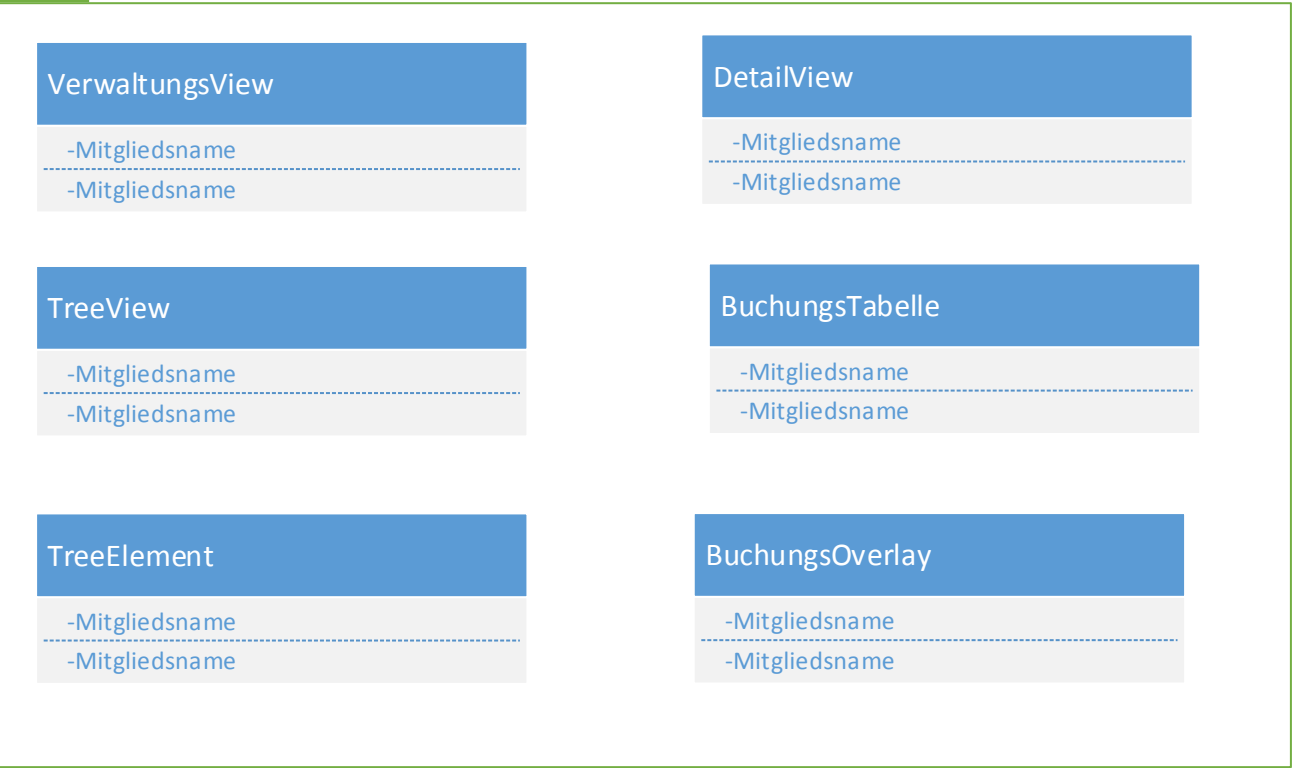 VerwaltungsView
-Mitgliedsname
-Mitgliedsname
DetailView
-Mitgliedsname
-Mitgliedsname
TreeView
-Mitgliedsname
-Mitgliedsname
BuchungsTabelle
-Mitgliedsname
-Mitgliedsname
TreeElement
-Mitgliedsname
-Mitgliedsname
BuchungsOverlay
-Mitgliedsname
-Mitgliedsname